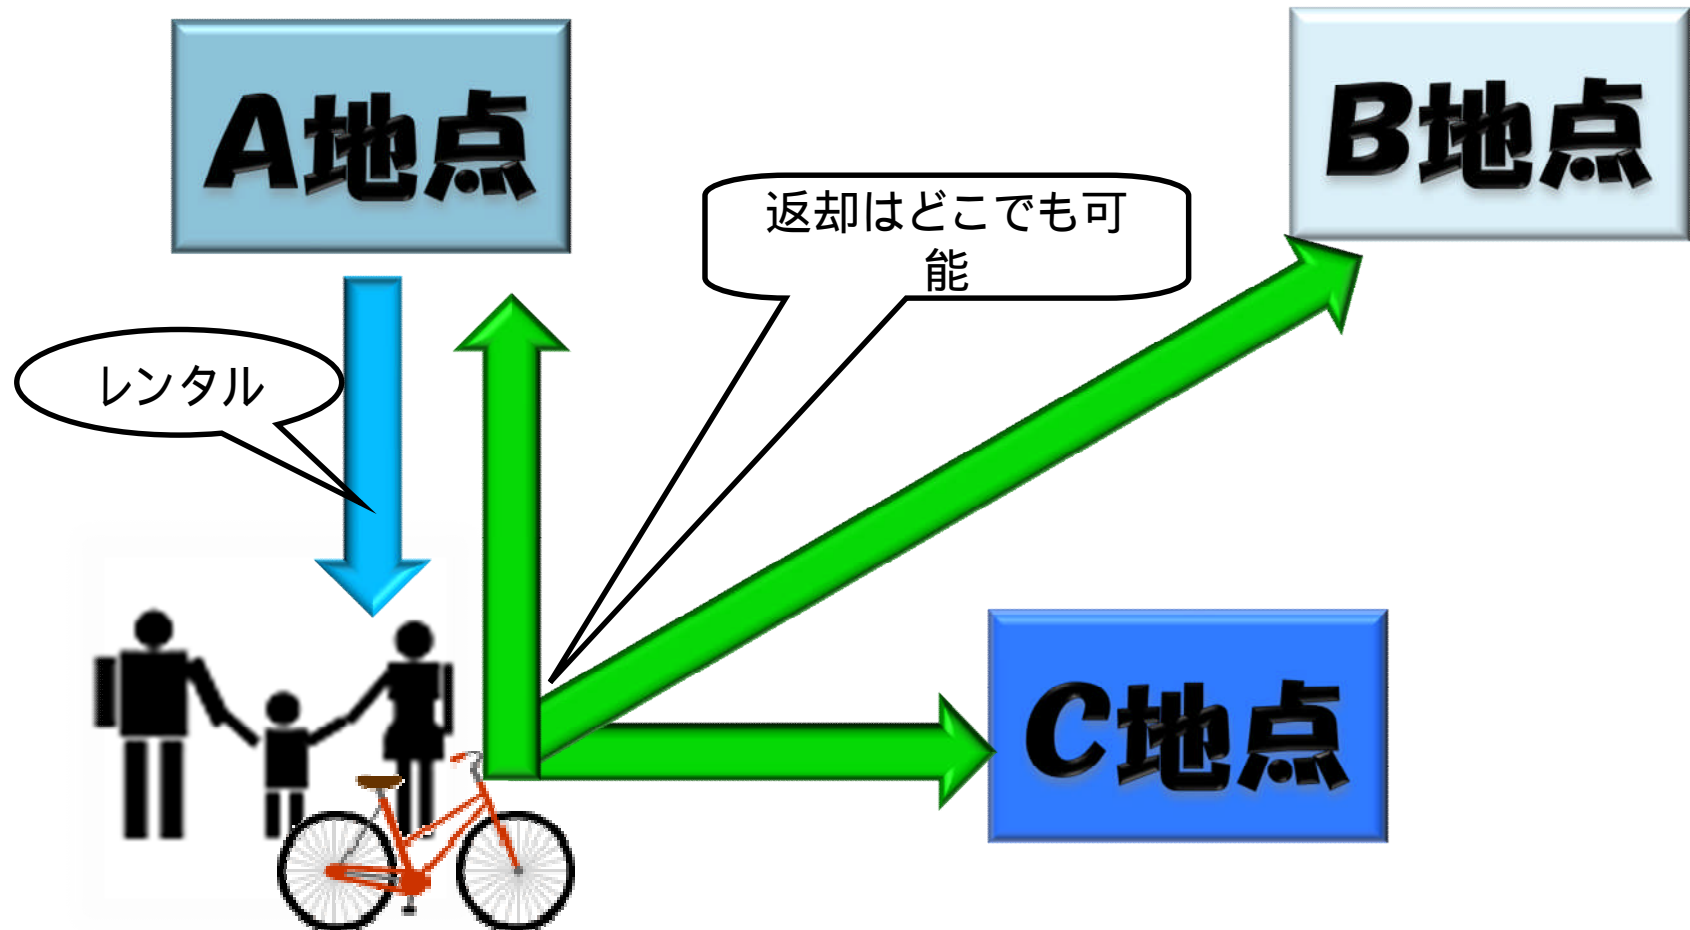 A地点
B地点
返却はどこでも可
能
レンタル
C地点